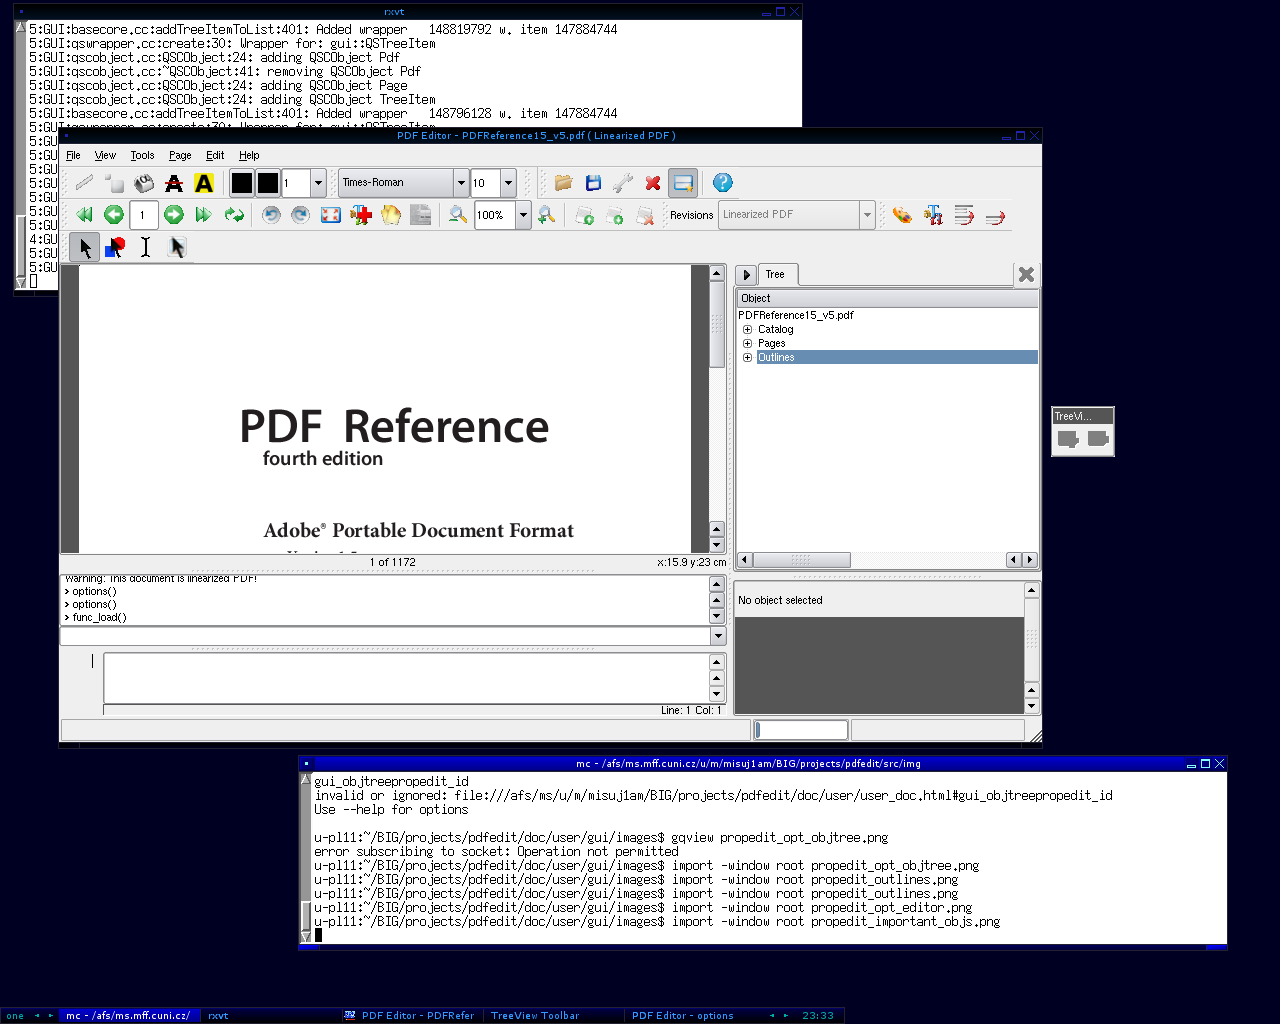 rxvt
5:GUI:basecore.cc:addTreeItemToList:401: Added wrapper   148819792 w. item 147884744
5:GUI:qswrapper.cc:create:30: Wrapper for: gui::QSTreeItem
5:GUI:qscobject.cc:QSCObject:24: adding QSCObject Pdf
5:GUI:qscobject.cc:~QSCObject:41: removing QSCObject Pdf
5:GUI:qscobject.cc:QSCObject:24: adding QSCObject Page
5:GUI:qscobject.cc:QSCObject:24: adding QSCObject TreeItem
5:GUI:basecore.cc:addTreeItemToList:401: Added wrapper   148796128 w. item 147884744
5:GUI:qswrapper.cc:create:30: Wrapper for: gui::QSTreeItem
5:GU
5:GU
5:GU
5:GU
5:GU
5:GU
5:GU
4:GU
5:GU
5:GU
PDF Editor - PDFReference15_v5.pdf ( Linearized PDF )
File View Tools Page Edit Help
A A 1 Times-Roman 10
1 100% Revisions Linearized PDF
Tree
Object
PDFReference15_v5.pdf
Catalog
Pages
Outlines
PDF Reference
fourth edition
Adobe® Portable Document Format
1 of 1172 x:15.9 y:23 cm
Warning: This document is linearized PDF!
> options()
> options()
> func_load()
No object selected
Line: 1 Col: 1
TreeVi...
mc - /afs/ms.mff.cuni.cz/u/m/misuj1am/BIG/projects/pdfedit/src/img
gui_objtreepropedit_id
invalid or ignored: file:///afs/ms/u/m/misuj1am/BIG/projects/pdfedit/doc/user/user_doc.html#gui_objtreepropedit_id
Use --help for options
u-pl11:~/BIG/projects/pdfedit/doc/user/gui/images$ gqview propedit_opt_objtree.png
error subscribing to socket: Operation not permitted
u-pl11:~/BIG/projects/pdfedit/doc/user/gui/images$ import -window root propedit_opt_objtree.png
u-pl11:~/BIG/projects/pdfedit/doc/user/gui/images$ import -window root propedit_outlines.png
u-pl11:~/BIG/projects/pdfedit/doc/user/gui/images$ import -window root propedit_outlines.png
u-pl11:~/BIG/projects/pdfedit/doc/user/gui/images$ import -window root propedit_opt_editor.png
u-pl11:~/BIG/projects/pdfedit/doc/user/gui/images$ import -window root propedit_important_objs.png
one mc - /afs/ms.mff.cuni.cz/ rxvt PDF Editor - PDFRefer TreeView Toolbar PDF Editor - options 23:33